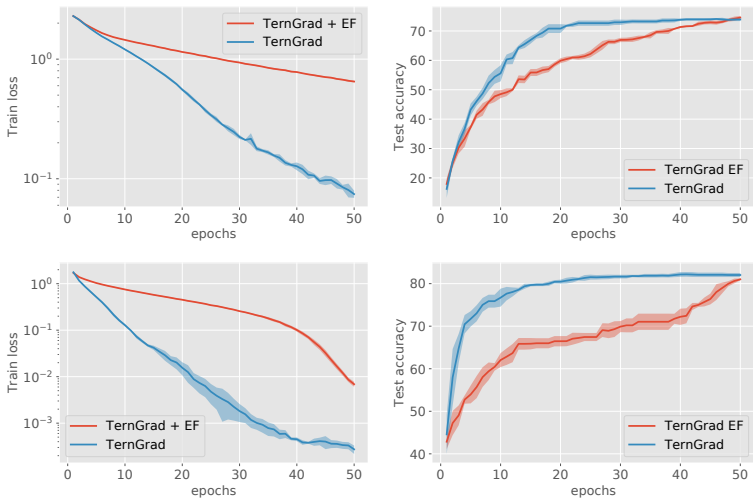 TernGrad + EF
TernGrad
10⁰
10⁻¹
Train loss
0 10 20 30 40 50
epochs
70
60
50
40
30
20
Test accuracy
TernGrad EF
TernGrad
0 10 20 30 40 50
epochs
10⁰
10⁻¹
10⁻²
10⁻³
Train loss
TernGrad + EF
TernGrad
0 10 20 30 40 50
epochs
80
70
60
50
40
Test accuracy
TernGrad EF
TernGrad
0 10 20 30 40 50
epochs